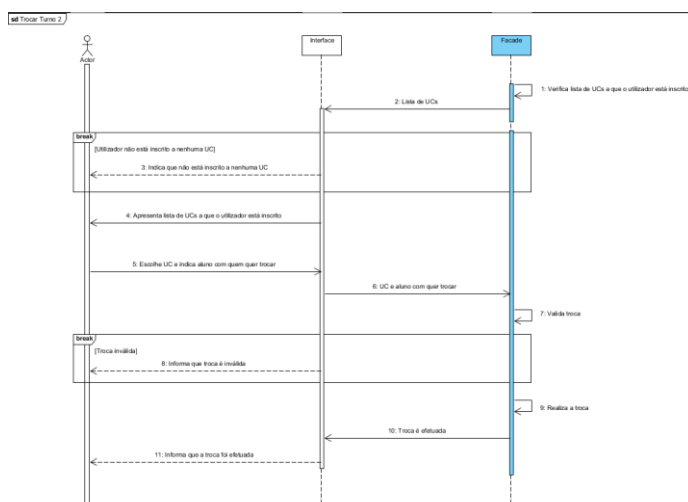 sd Trocar Turno 2
Actor
Interface
Facade
1: Verifica lista de UCs a que o utilizador está inscrito
2: Lista de UCs
break
[Utilizador não está inscrito a nenhuma UC]
3: Indica que não está inscrito a nenhuma UC
4: Apresenta lista de UCs a que o utilizador está inscrito
5: Escolhe UC e indica aluno com quem quer trocar
6: UC e aluno com quer trocar
7: Valida troca
break
[Troca inválida]
8: Informa que troca é inválida
9: Realiza a troca
10: Troca é efetuada
11: Informa que a troca foi efetuada